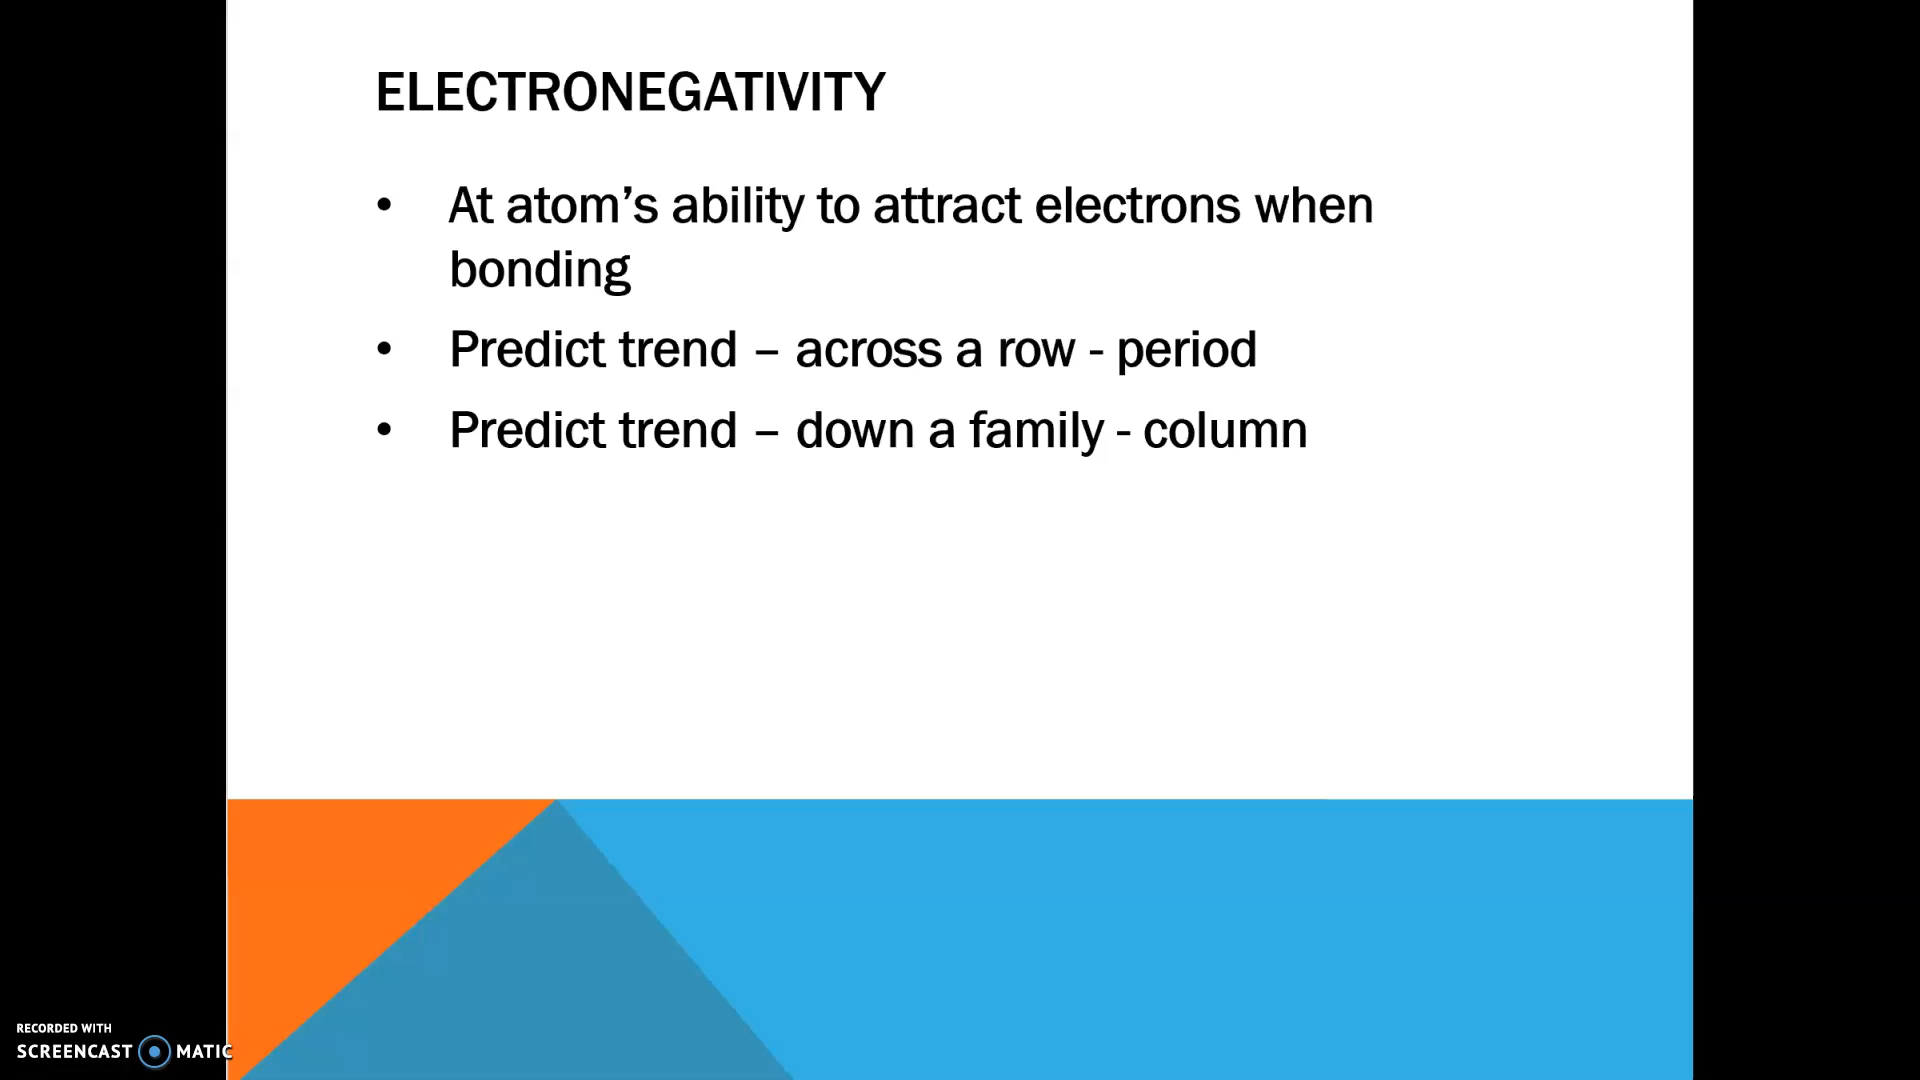 ELECTRONEGATIVITY
• At atom’s ability to attract electrons when
bonding
• Predict trend – across a row - period
• Predict trend – down a family - column
RECORDED WITH
SCREENCAST MATIC